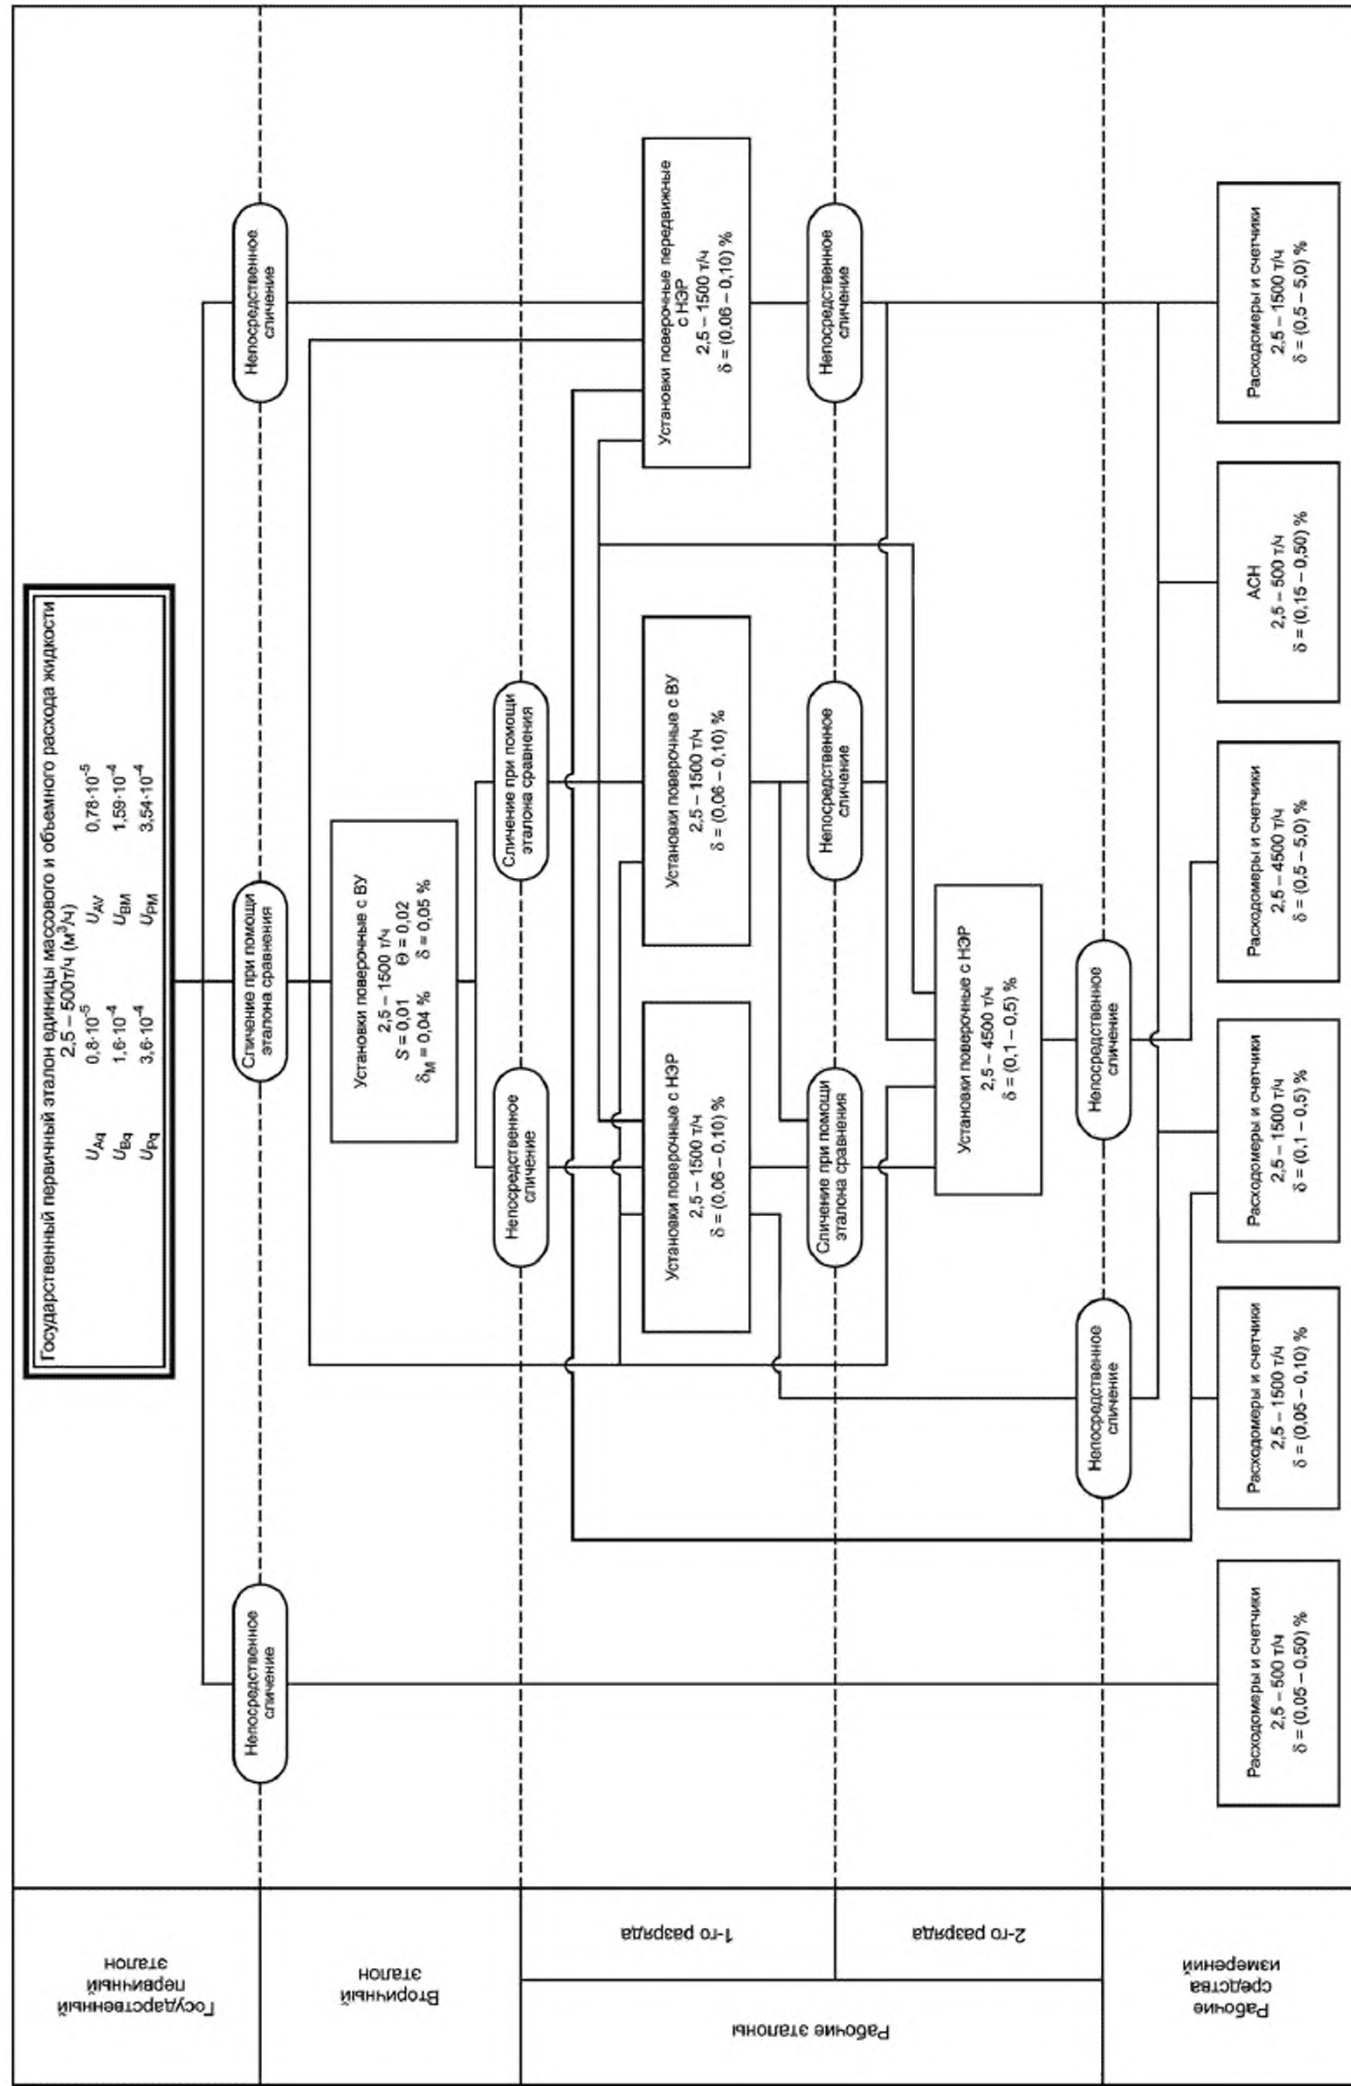 Государственный
первичный
эталон
Государственный первичный эталон единицы массового и объемного расхода жидкости
2,5 – 500т/ч (м³/ч)
U_Aq 0,8·10⁻⁵ U_AV 0,78·10⁻⁵
U_Bq 1,6·10⁻⁴ U_BM 1,59·10⁻⁴
U_Pq 3,6·10⁻⁴ U_PM 3,54·10⁻⁴
Непосредственное
сличение
Сличение при помощи
эталона сравнения
Непосредственное
сличение
Вторичный
эталон
Установки поверочные с ВУ
2,5 – 1500 т/ч
S = 0,01 Θ = 0,02
δ_M = 0,04 % δ = 0,05 %
Непосредственное
сличение
Сличение при помощи
эталона сравнения
Рабочие эталоны
1-го разряда
Установки поверочные с НЭР
2,5 – 1500 т/ч
δ = (0,06 – 0,10) %
Установки поверочные с ВУ
2,5 – 1500 т/ч
δ = (0,06 – 0,10) %
Установки поверочные передвижные
с НЭР
2,5 – 1500 т/ч
δ = (0,06 – 0,10) %
Сличение при помощи
эталона сравнения
Непосредственное
сличение
Непосредственное
сличение
2-го разряда
Установки поверочные с НЭР
2,5 – 4500 т/ч
δ = (0,1 – 0,5) %
Непосредственное
сличение
Непосредственное
сличение
Рабочие
средства
измерений
Расходомеры и счетчики
2,5 – 500 т/ч
δ = (0,05 – 0,50) %
Расходомеры и счетчики
2,5 – 1500 т/ч
δ = (0,05 – 0,10) %
Расходомеры и счетчики
2,5 – 1500 т/ч
δ = (0,1 – 0,5) %
Расходомеры и счетчики
2,5 – 4500 т/ч
δ = (0,5 – 5,0) %
АСН
2,5 – 500 т/ч
δ = (0,15 – 0,50) %
Расходомеры и счетчики
2,5 – 1500 т/ч
δ = (0,5 – 5,0) %